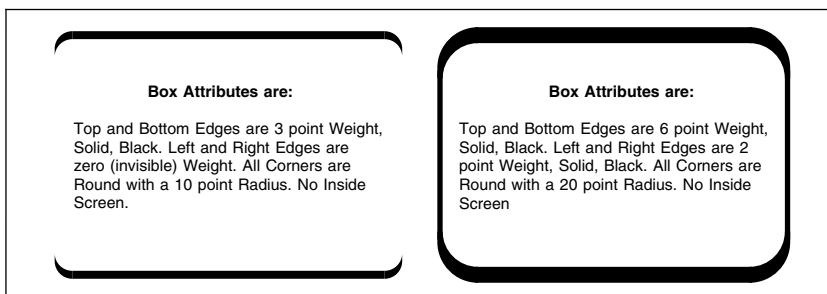 Box Attributes are:
Top and Bottom Edges are 3 point Weight,
Solid, Black. Left and Right Edges are
zero (invisible) Weight. All Corners are
Round with a 10 point Radius. No Inside
Screen.
Box Attributes are:
Top and Bottom Edges are 6 point Weight,
Solid, Black. Left and Right Edges are 2
point Weight, Solid, Black. All Corners are
Round with a 20 point Radius. No Inside
Screen